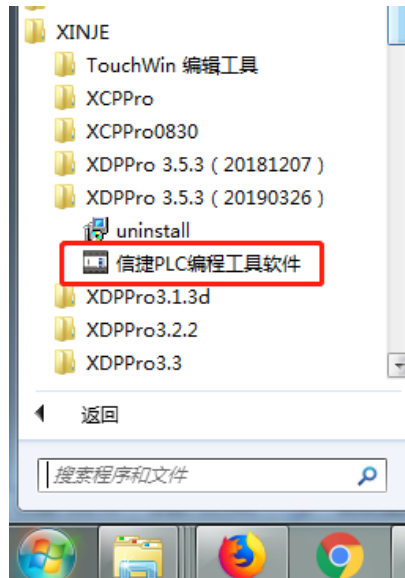 XINJE
TouchWin 编辑工具
XCPPro
XCPPro0830
XDPPro 3.5.3（20181207）
XDPPro 3.5.3（20190326）
uninstall
信捷PLC编程工具软件
XDPPro3.1.3d
XDPPro3.2.2
XDPPro3.3
返回
搜索程序和文件